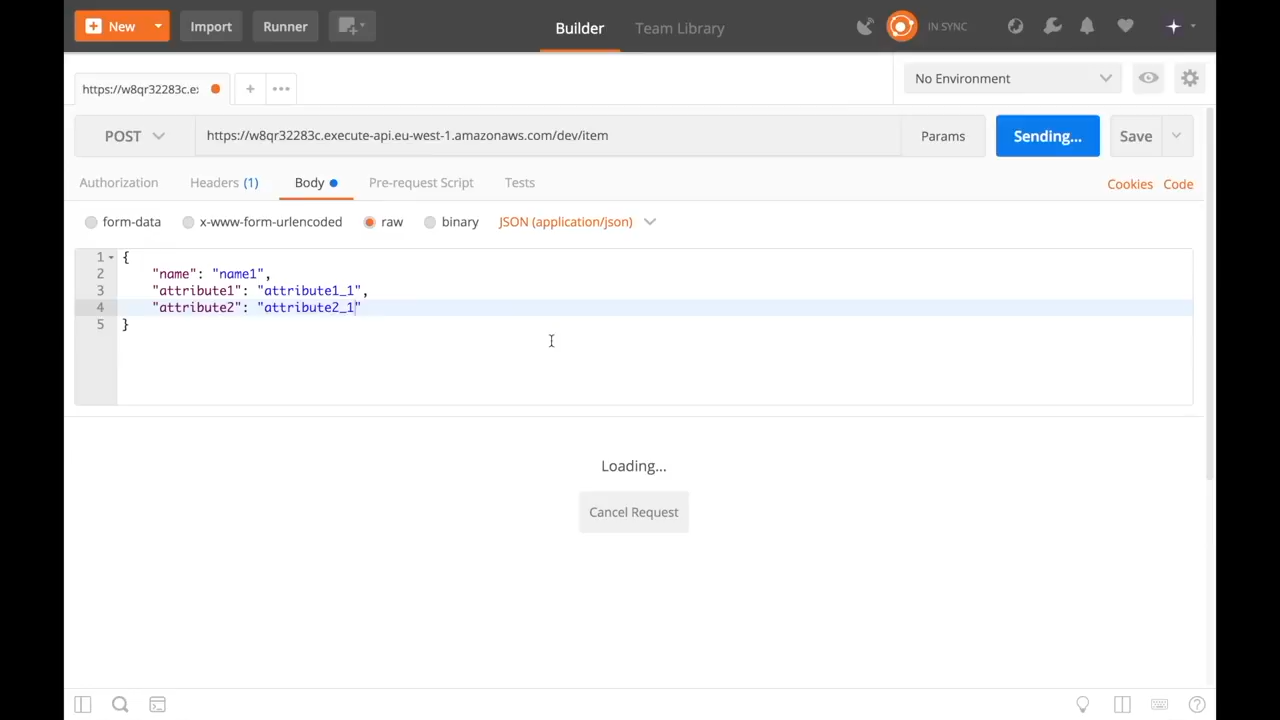 New
Import
Runner
Builder
Team Library
IN SYNC
https://w8qr32283c.e
No Environment
POST
https://w8qr32283c.execute-api.eu-west-1.amazonaws.com/dev/item
Params
Sending...
Save
Authorization
Headers (1)
Body
Pre-request Script
Tests
Cookies
Code
form-data
x-www-form-urlencoded
raw
binary
JSON (application/json)
1 {
2 "name": "name1",
3 "attribute1": "attribute1_1",
4 "attribute2": "attribute2_1"
5 }
Loading...
Cancel Request